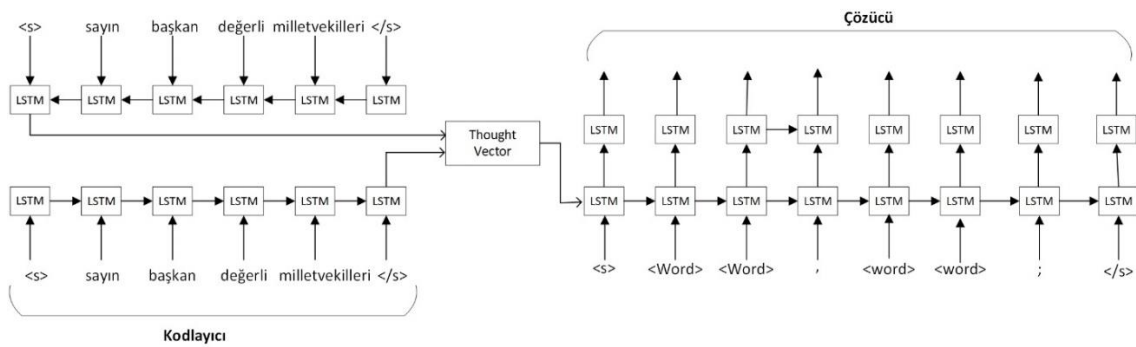 Çözücü
<s> sayın başkan değerli milletvekilleri </s>
LSTM LSTM LSTM LSTM LSTM LSTM
LSTM LSTM LSTM LSTM LSTM LSTM LSTM LSTM
Thought
Vector
LSTM LSTM LSTM LSTM LSTM LSTM
LSTM LSTM LSTM LSTM LSTM LSTM LSTM LSTM
<s> sayın başkan değerli milletvekilleri </s>
<s> <Word> <Word> , <word> <word> ; </s>
Kodlayıcı